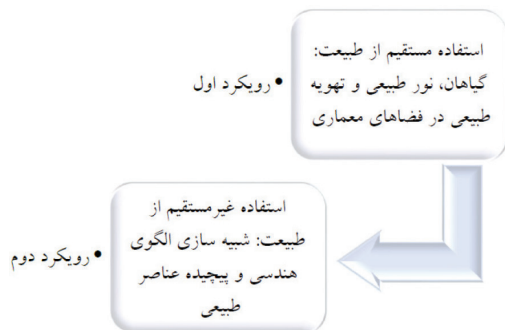 استفاده مستقیم از طبیعت:
گیاهان، نور طبیعی و تهویه
طبیعی در فضاهای معماری
• رویکرد اول
استفاده غیرمستقیم از
طبیعت: شبیه سازی الگوی
هندسی و پیچیده عناصر
طبیعی
• رویکرد دوم